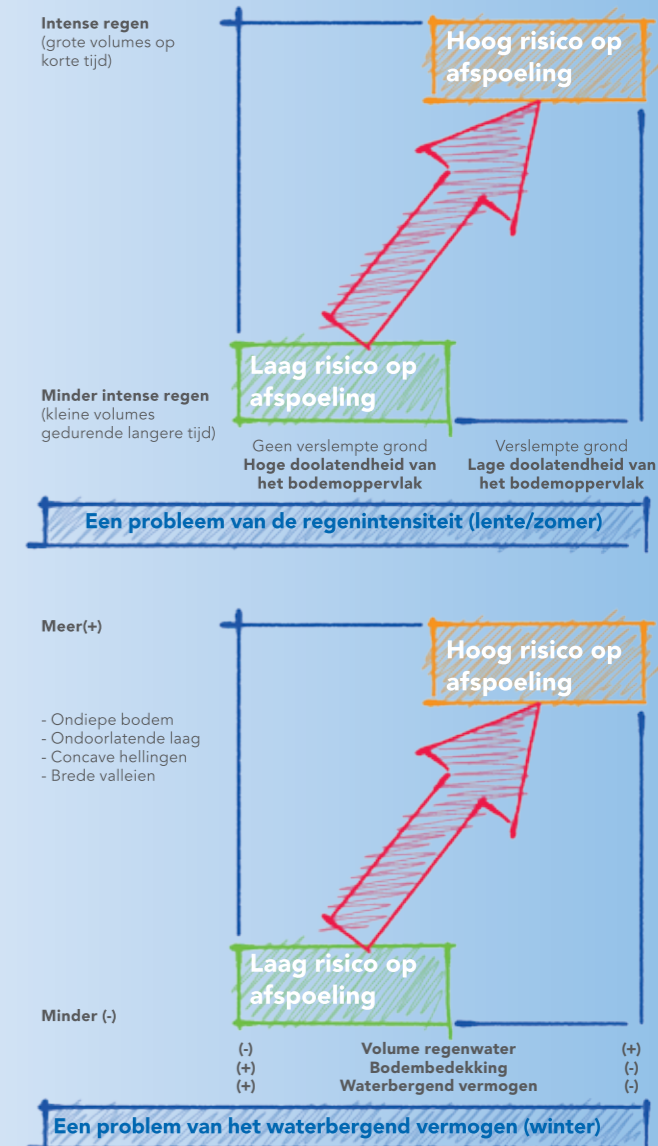 Intense regen
(grote volumes op
korte tijd)
Hoog risico op
afspoeling
Laag risico op
afspoeling
Minder intense regen
(kleine volumes
gedurende langere tijd)
Geen verslempte grond
Hoge doolatendheid van
het bodemoppervlak
Verslempte grond
Lage doolatendheid van
het bodemoppervlak
Een probleem van de regenintensiteit (lente/zomer)
Meer(+)
Hoog risico op
afspoeling
- Ondiepe bodem
- Ondoorlatende laag
- Concave hellingen
- Brede valleien
Laag risico op
afspoeling
Minder (-)
(-) Volume regenwater (+)
(+) Bodembedekking (-)
(+) Waterbergend vermogen (-)
Een problem van het waterbergend vermogen (winter)